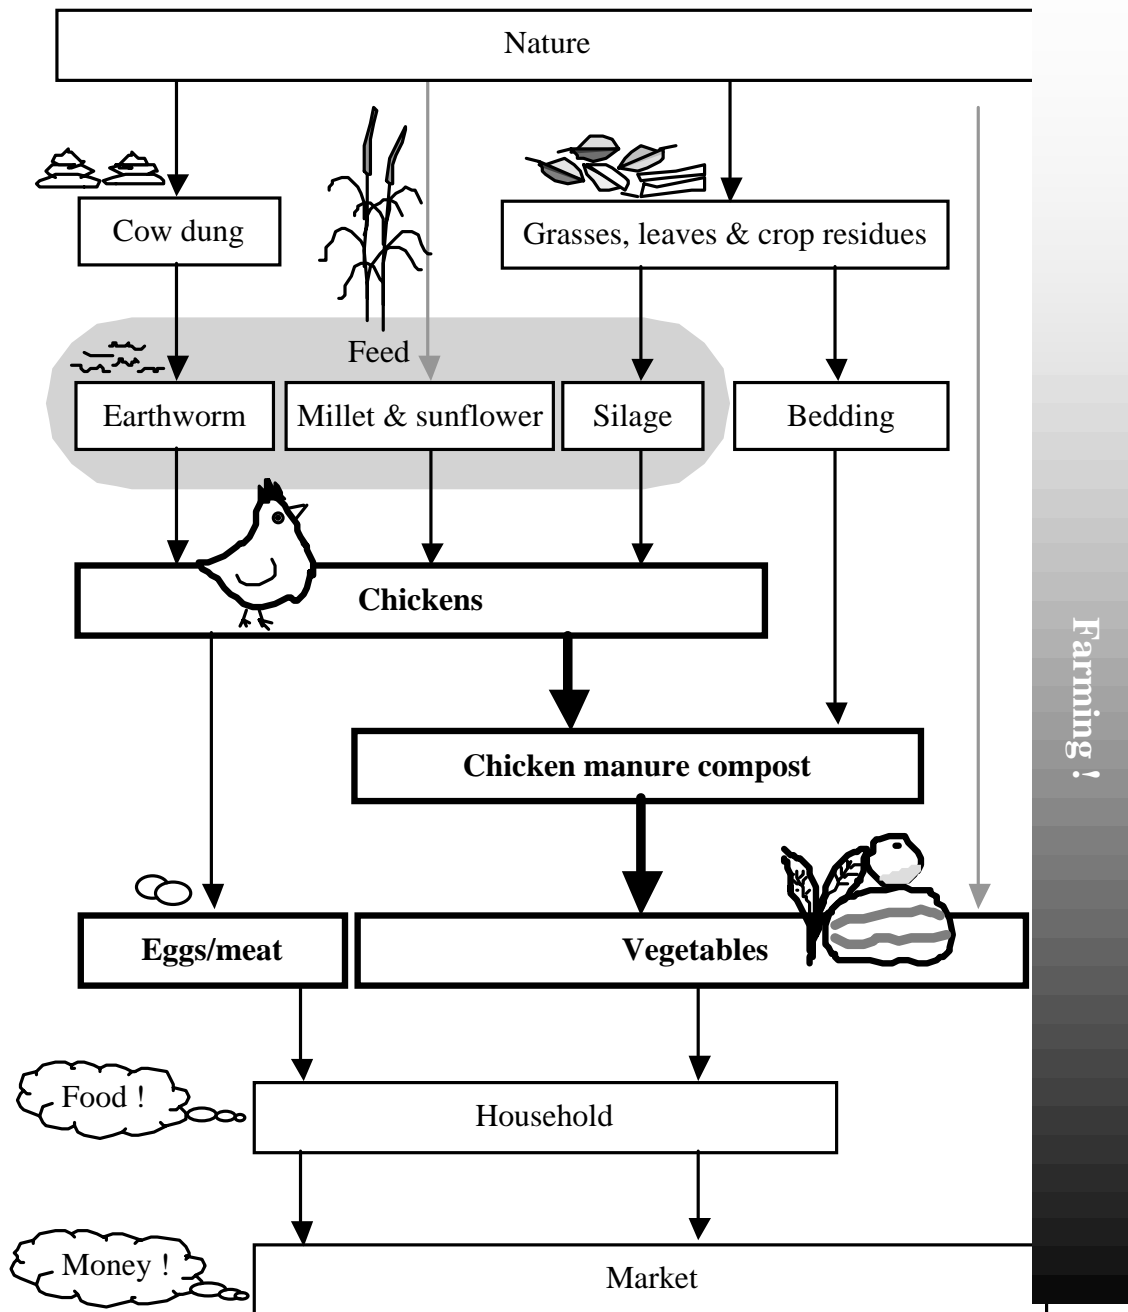 Nature
Cow dung
Grasses, leaves & crop residues
Feed
Earthworm
Millet & sunflower
Silage
Bedding
Chickens
Farming !
Chicken manure compost
Eggs/meat
Vegetables
Food !
Household
Money !
Market